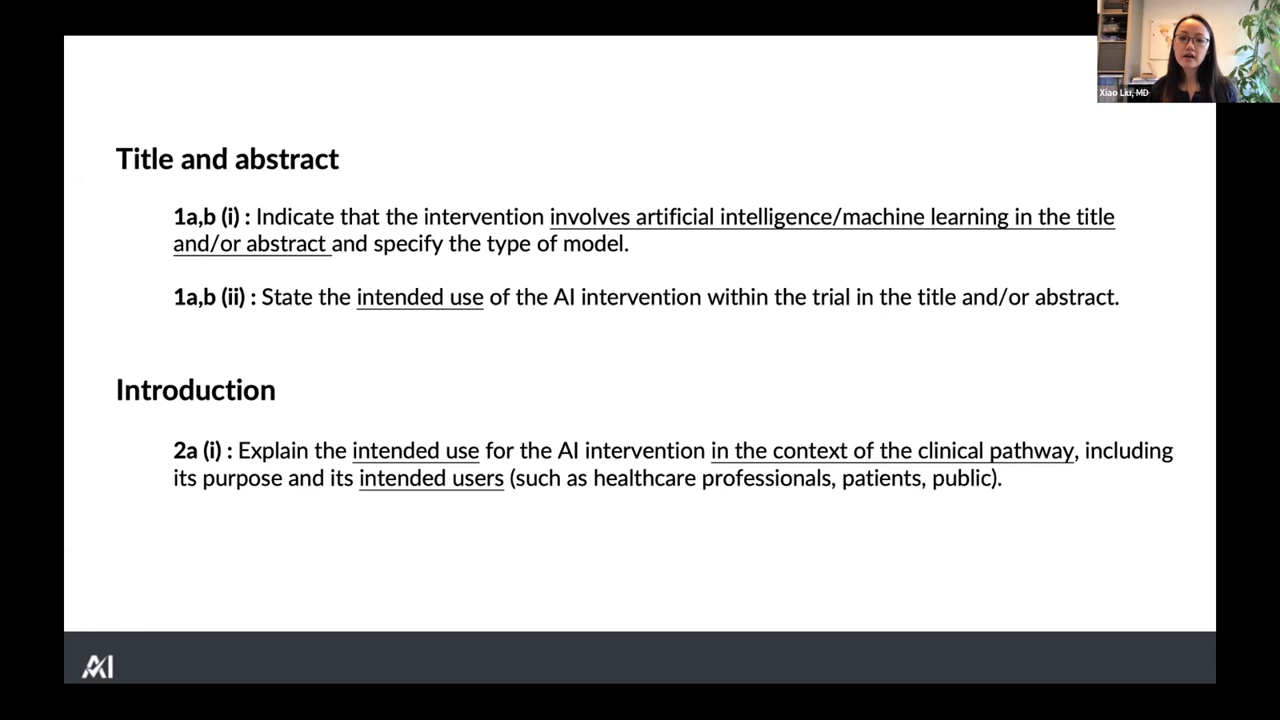 Xiao Liu, MD
Title and abstract
1a,b (i) : Indicate that the intervention involves artificial intelligence/machine learning in the title
and/or abstract and specify the type of model.
1a,b (ii) : State the intended use of the AI intervention within the trial in the title and/or abstract.
Introduction
2a (i) : Explain the intended use for the AI intervention in the context of the clinical pathway, including
its purpose and its intended users (such as healthcare professionals, patients, public).
AI